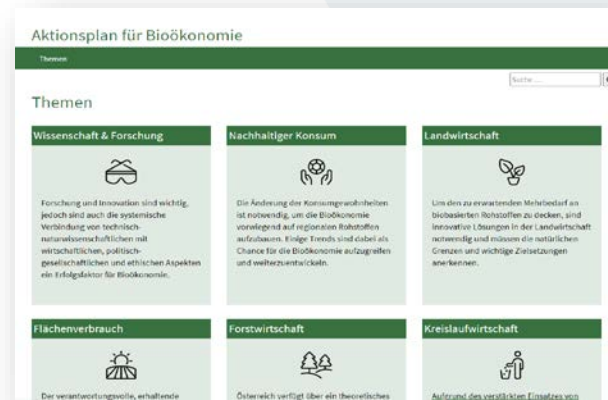 Aktionsplan für Bioökonomie
Themen
Suche ...
Themen
Wissenschaft & Forschung
Forschung und Innovation sind wichtig,
jedoch sind auch die systemische
Verbindung von technisch-
naturwissenschaftlichen mit
wirtschaftlichen, politisch-
gesellschaftlichen und ethischen Aspekten
ein Erfolgsfaktor für Bioökonomie.
Nachhaltiger Konsum
Die Änderung der Konsumgewohnheiten
ist notwendig, um die Bioökonomie
vorwiegend auf regionalen Rohstoffen
aufzubauen. Einige Trends sind dabei als
Chance für die Bioökonomie aufzugreifen
und weiterzuentwickeln.
Landwirtschaft
Um den zu erwartenden Mehrbedarf an
biobasierten Rohstoffen zu decken, sind
innovative Lösungen in der Landwirtschaft
notwendig und müssen die natürlichen
Grenzen und wichtige Zielsetzungen
anerkennen.
Flächenverbrauch
Der verantwortungsvolle, erhaltende
Forstwirtschaft
Österreich verfügt über ein theoretisches
Kreislaufwirtschaft
Aufgrund des verstärkten Einsatzes von